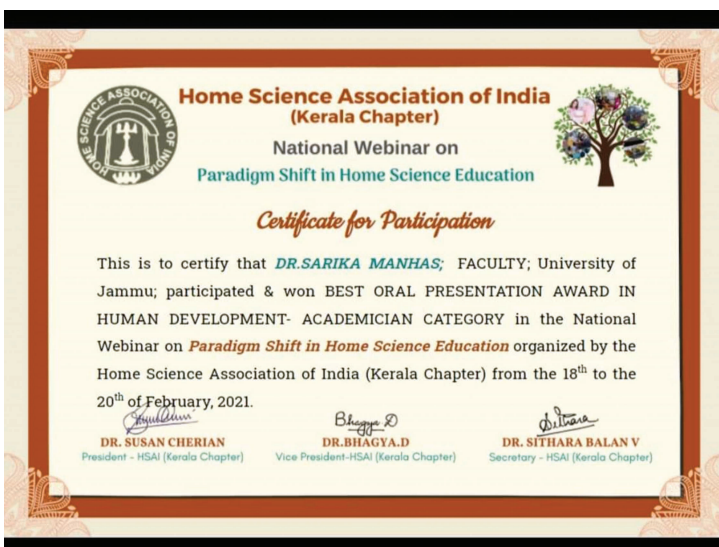 HOME SCIENCE ASSOCIATION OF INDIA
Home Science Association of India
(Kerala Chapter)
National Webinar on
Paradigm Shift in Home Science Education
Certificate for Participation
This is to certify that DR.SARIKA MANHAS; FACULTY; University of
Jammu; participated & won BEST ORAL PRESENTATION AWARD IN
HUMAN DEVELOPMENT- ACADEMICIAN CATEGORY in the National
Webinar on Paradigm Shift in Home Science Education organized by the
Home Science Association of India (Kerala Chapter) from the 18th to the
20th of February, 2021.
Bhagya D
Sithara
DR. SUSAN CHERIAN
DR.BHAGYA.D
DR. SITHARA BALAN V
President - HSAI (Kerala Chapter)
Vice President-HSAI (Kerala Chapter)
Secretary - HSAI (Kerala Chapter)